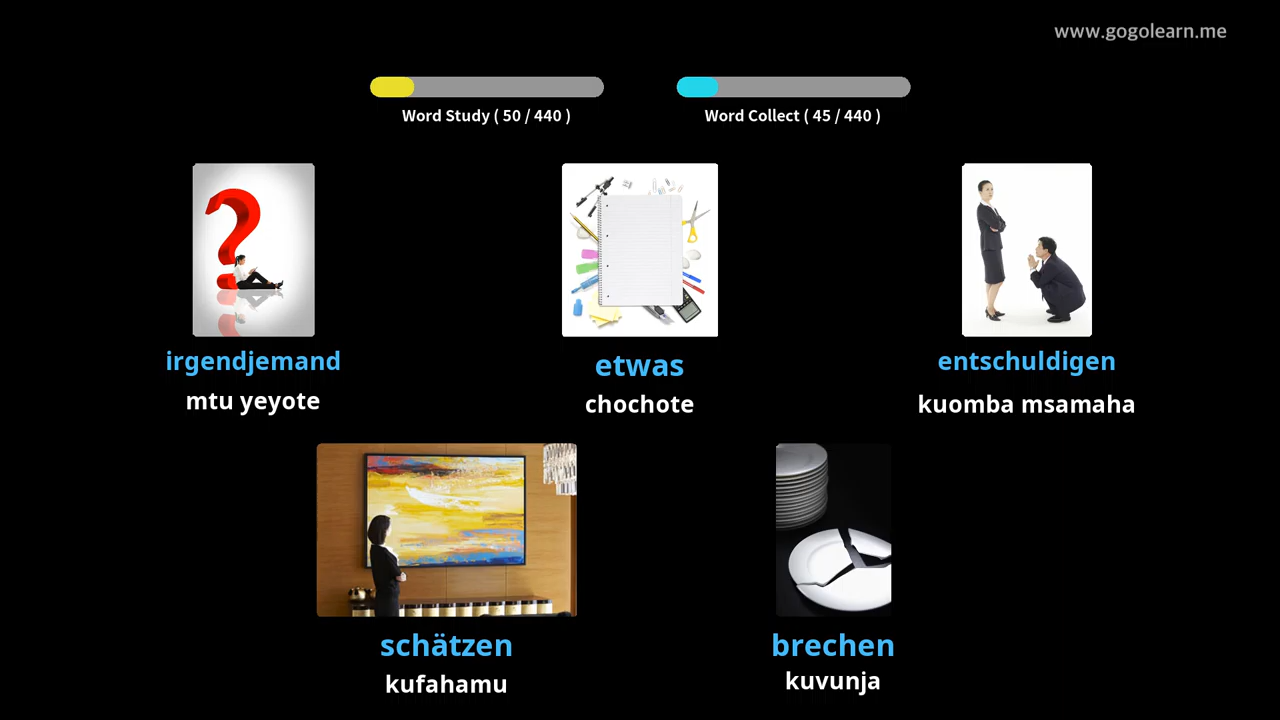 www.gogolearn.me
Word Study ( 50 / 440 )
Word Collect ( 45 / 440 )
irgendjemand
mtu yeyote
etwas
chochote
entschuldigen
kuomba msamaha
schätzen
kufahamu
brechen
kuvunja